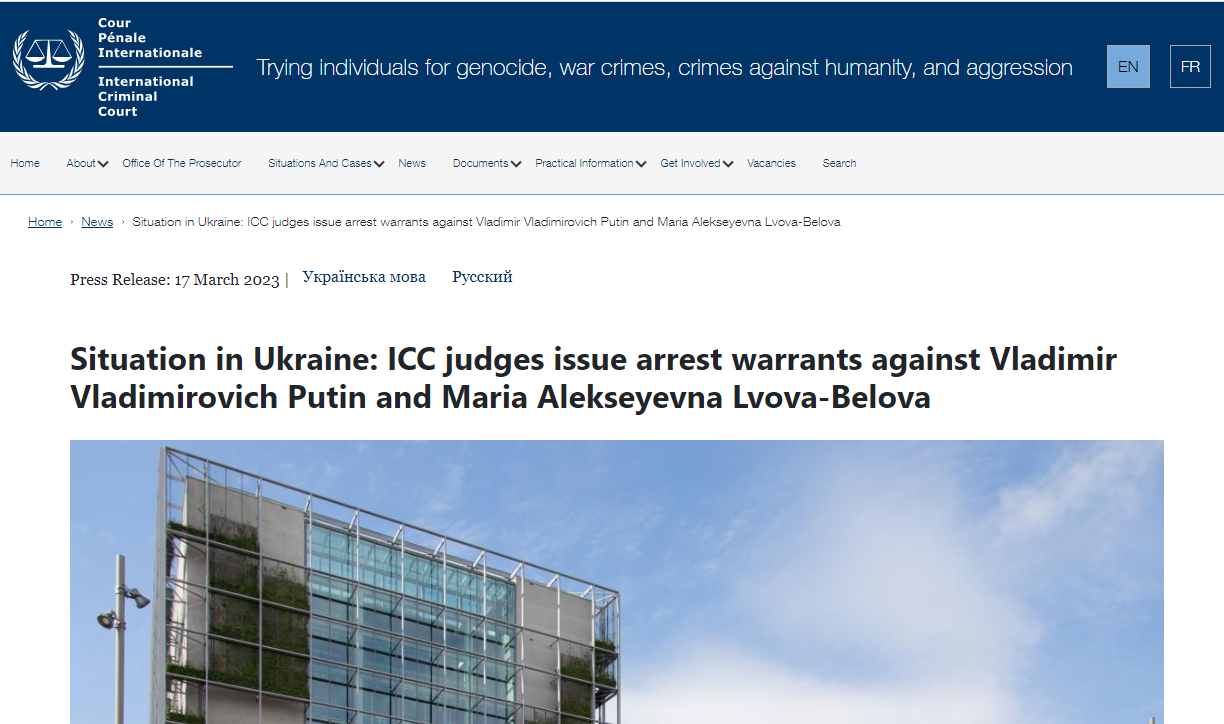 Cour
Pénale
Internationale
International
Criminal
Court
Trying individuals for genocide, war crimes, crimes against humanity, and aggression
EN
FR
Home
About
Office Of The Prosecutor
Situations And Cases
News
Documents
Practical Information
Get Involved
Vacancies
Search
Home › News › Situation in Ukraine: ICC judges issue arrest warrants against Vladimir Vladimirovich Putin and Maria Alekseyevna Lvova-Belova
Press Release: 17 March 2023 | Українська мова Русский
Situation in Ukraine: ICC judges issue arrest warrants against Vladimir
Vladimirovich Putin and Maria Alekseyevna Lvova-Belova